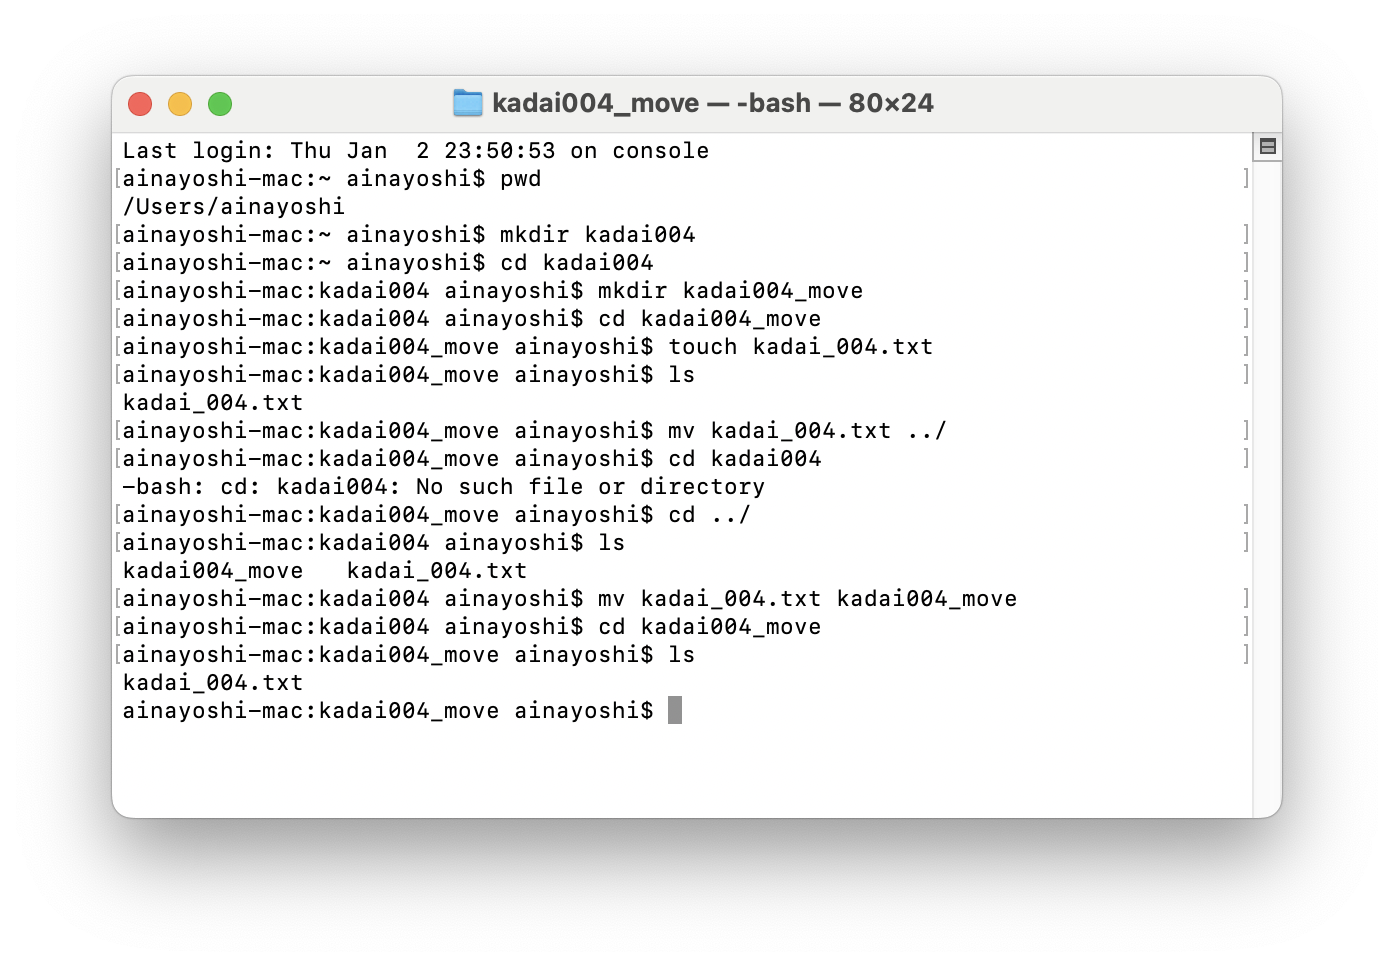 kadai004_move — -bash — 80×24
Last login: Thu Jan  2 23:50:53 on console
[ainayoshi-mac:~ ainayoshi$ pwd ]
/Users/ainayoshi
[ainayoshi-mac:~ ainayoshi$ mkdir kadai004 ]
[ainayoshi-mac:~ ainayoshi$ cd kadai004 ]
[ainayoshi-mac:kadai004 ainayoshi$ mkdir kadai004_move ]
[ainayoshi-mac:kadai004 ainayoshi$ cd kadai004_move ]
[ainayoshi-mac:kadai004_move ainayoshi$ touch kadai_004.txt ]
[ainayoshi-mac:kadai004_move ainayoshi$ ls ]
kadai_004.txt
[ainayoshi-mac:kadai004_move ainayoshi$ mv kadai_004.txt ../ ]
[ainayoshi-mac:kadai004_move ainayoshi$ cd kadai004 ]
-bash: cd: kadai004: No such file or directory
[ainayoshi-mac:kadai004_move ainayoshi$ cd ../ ]
[ainayoshi-mac:kadai004 ainayoshi$ ls ]
kadai004_move   kadai_004.txt
[ainayoshi-mac:kadai004 ainayoshi$ mv kadai_004.txt kadai004_move ]
[ainayoshi-mac:kadai004 ainayoshi$ cd kadai004_move ]
[ainayoshi-mac:kadai004_move ainayoshi$ ls ]
kadai_004.txt
ainayoshi-mac:kadai004_move ainayoshi$